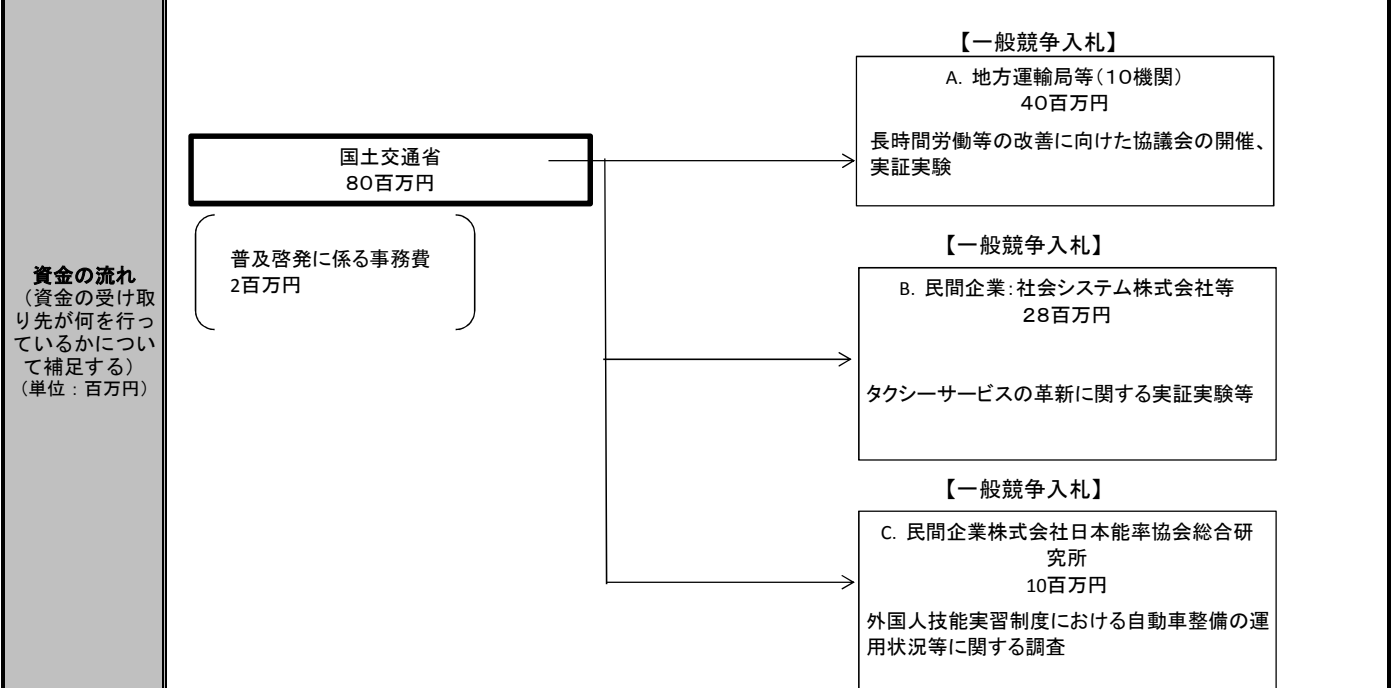 資金の流れ
（資金の受け取
り先が何を行っ
ているかについ
て補足する）
（単位：百万円）
国土交通省
８０百万円
普及啓発に係る事務費
2百万円
【一般競争入札】
A. 地方運輸局等（１０機関）
４０百万円
長時間労働等の改善に向けた協議会の開催、
実証実験
【一般競争入札】
B. 民間企業：社会システム株式会社等
２８百万円
タクシーサービスの革新に関する実証実験等
【一般競争入札】
C. 民間企業株式会社日本能率協会総合研
究所
10百万円
外国人技能実習制度における自動車整備の運
用状況等に関する調査